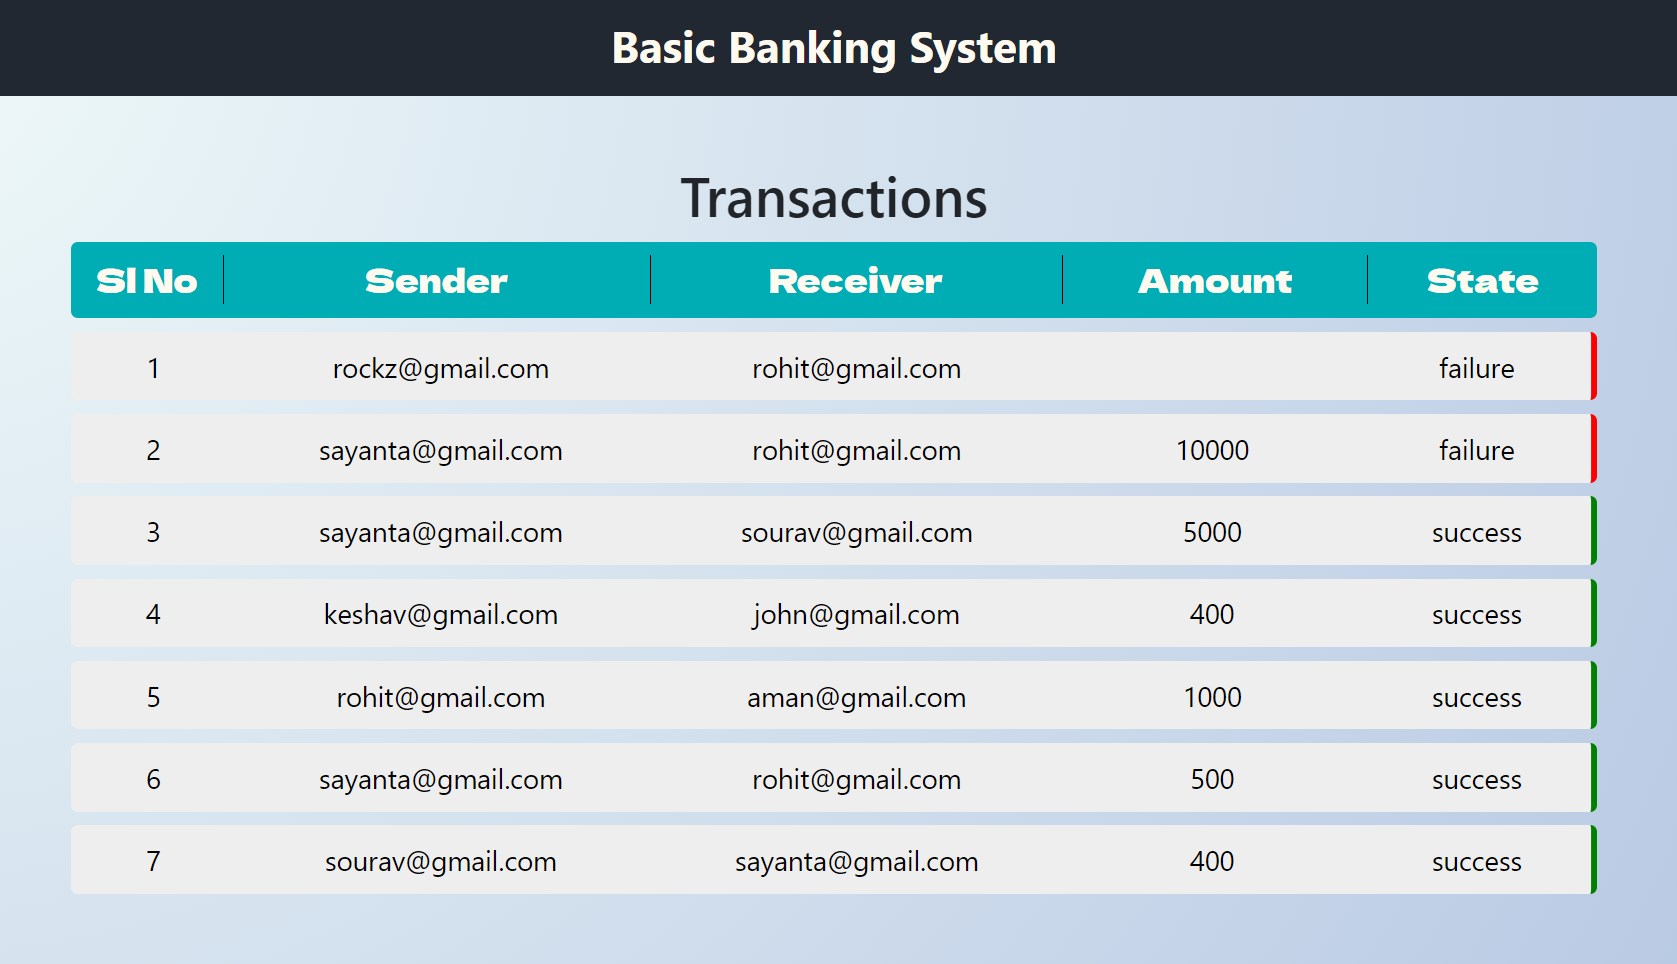 Basic Banking System
Transactions
Sl No Sender Receiver Amount State
1 rockz@gmail.com rohit@gmail.com failure
2 sayanta@gmail.com rohit@gmail.com 10000 failure
3 sayanta@gmail.com sourav@gmail.com 5000 success
4 keshav@gmail.com john@gmail.com 400 success
5 rohit@gmail.com aman@gmail.com 1000 success
6 sayanta@gmail.com rohit@gmail.com 500 success
7 sourav@gmail.com sayanta@gmail.com 400 success